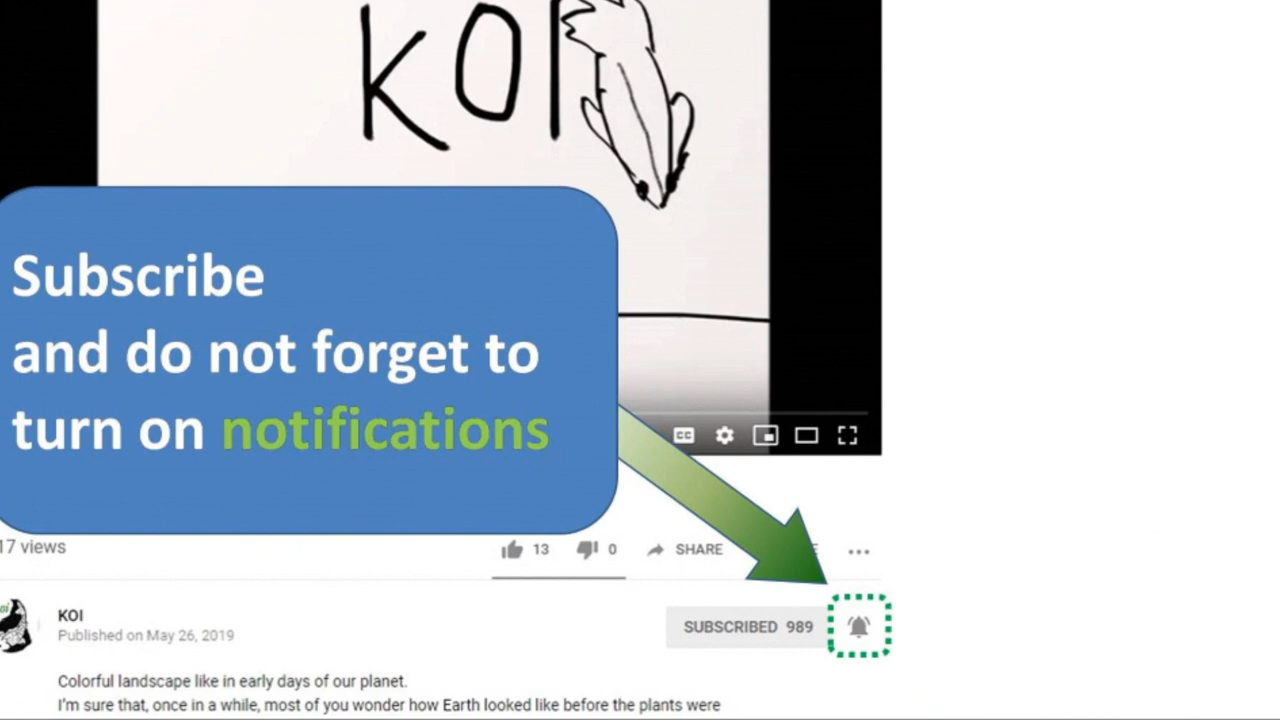 KOI
Subscribe
and do not forget to
turn on notifications
CC
17 views
13 0 SHARE
KOI
Published on May 26, 2019
SUBSCRIBED 989
Colorful landscape like in early days of our planet.
I'm sure that, once in a while, most of you wonder how Earth looked like before the plants were